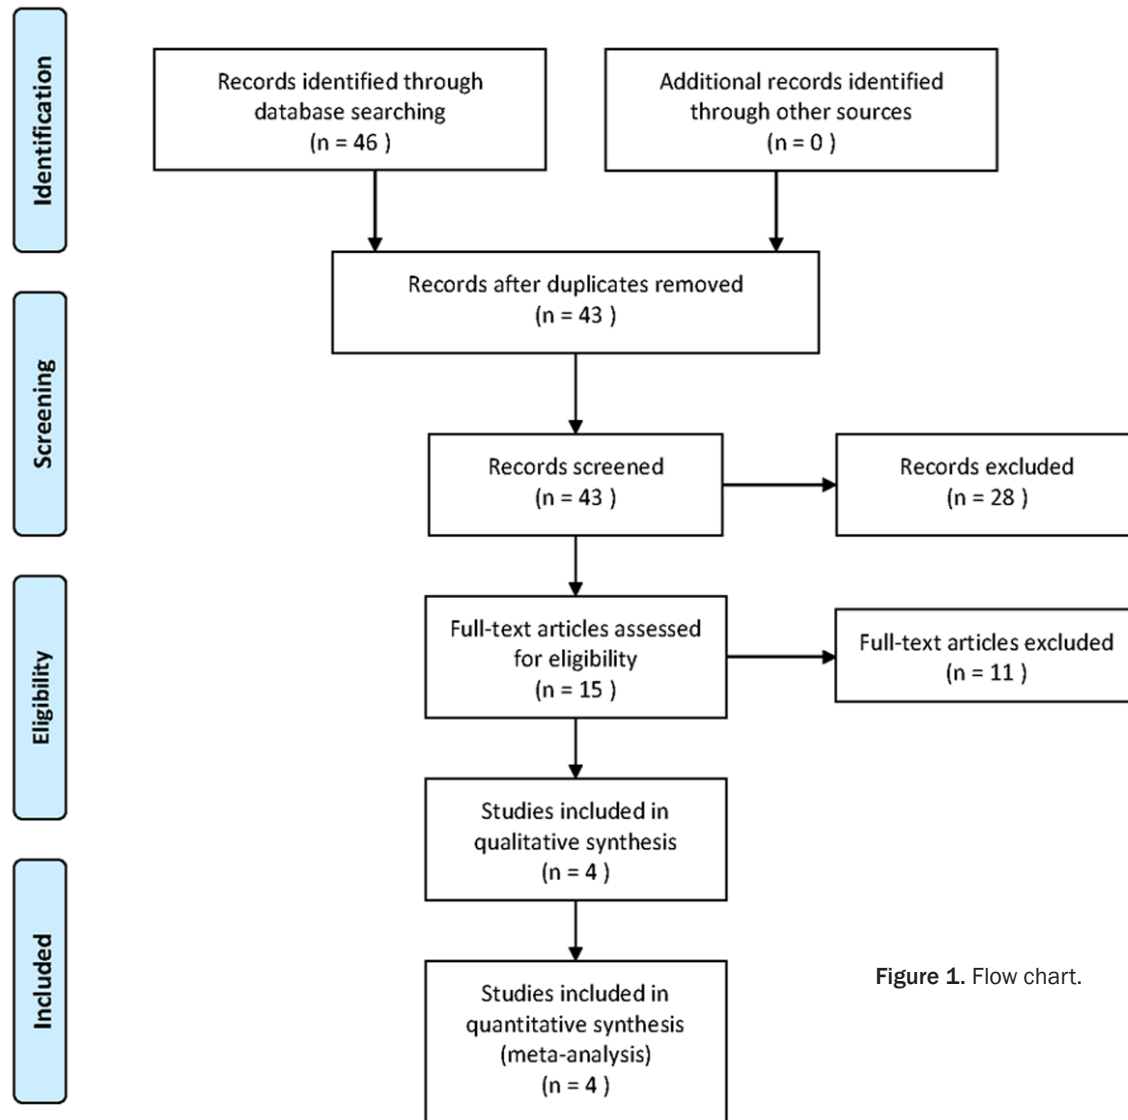 Identification
Records identified through
database searching
(n = 46 )
Additional records identified
through other sources
(n = 0 )
Records after duplicates removed
(n = 43 )
Screening
Records screened
(n = 43 )
Records excluded
(n = 28 )
Eligibility
Full-text articles assessed
for eligibility
(n = 15 )
Full-text articles excluded
(n = 11 )
Studies included in
qualitative synthesis
(n = 4 )
Included
Studies included in
quantitative synthesis
(meta-analysis)
(n = 4 )
Figure 1. Flow chart.